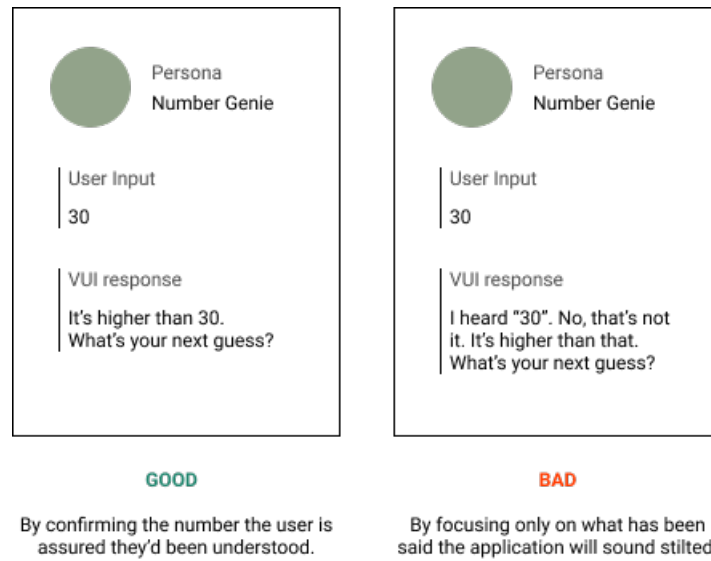 Persona
Number Genie
User Input
30
VUI response
It's higher than 30.
What's your next guess?
GOOD
By confirming the number the user is
assured they'd been understood.
Persona
Number Genie
User Input
30
VUI response
I heard “30”. No, that's not
it. It's higher than that.
What's your next guess?
BAD
By focusing only on what has been
said the application will sound stilted